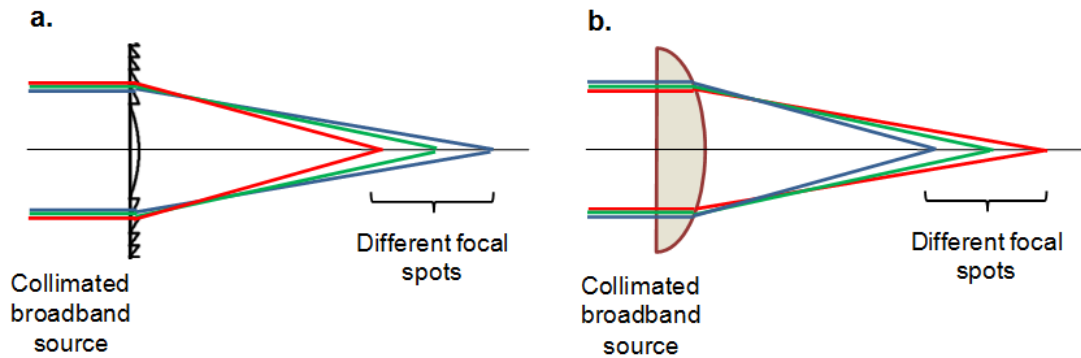 a.
Different focal
spots
Collimated
broadband
source
b.
Different focal
spots
Collimated
broadband
source